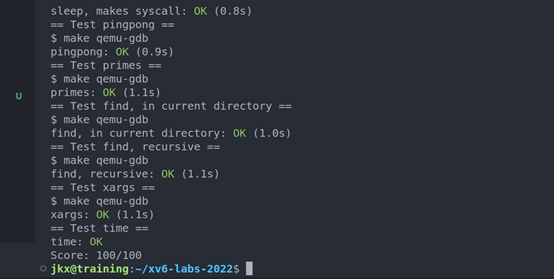 sleep, makes syscall: OK (0.8s)
== Test pingpong ==
$ make qemu-gdb
pingpong: OK (0.9s)
== Test primes ==
$ make qemu-gdb
primes: OK (1.1s)
== Test find, in current directory ==
$ make qemu-gdb
find, in current directory: OK (1.0s)
== Test find, recursive ==
$ make qemu-gdb
find, recursive: OK (1.1s)
== Test xargs ==
$ make qemu-gdb
xargs: OK (1.1s)
== Test time ==
time: OK
Score: 100/100
jkx@training:~/xv6-labs-2022$
U